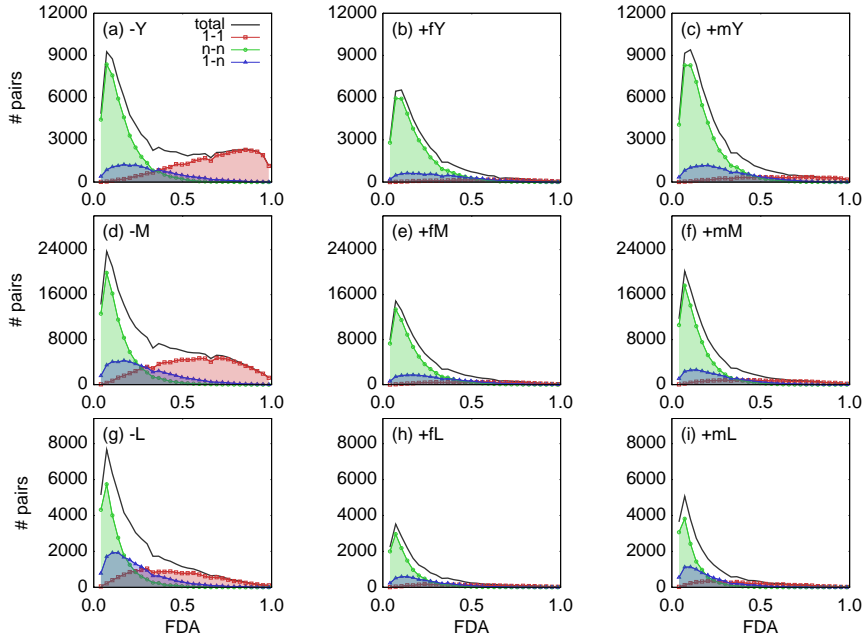 12000
9000
6000
3000
0
# pairs
(a) -Y
total
1-1
n-n
1-n
0.0 0.5 1.0
12000
9000
6000
3000
0
(b) +fY
0.0 0.5 1.0
12000
9000
6000
3000
0
(c) +mY
0.0 0.5 1.0
24000
16000
8000
0
# pairs
(d) -M
0.0 0.5 1.0
24000
16000
8000
0
(e) +fM
0.0 0.5 1.0
24000
16000
8000
0
(f) +mM
0.0 0.5 1.0
8000
6000
4000
2000
0
# pairs
(g) -L
0.0 0.5 1.0
FDA
8000
6000
4000
2000
0
(h) +fL
0.0 0.5 1.0
FDA
8000
6000
4000
2000
0
(i) +mL
0.0 0.5 1.0
FDA